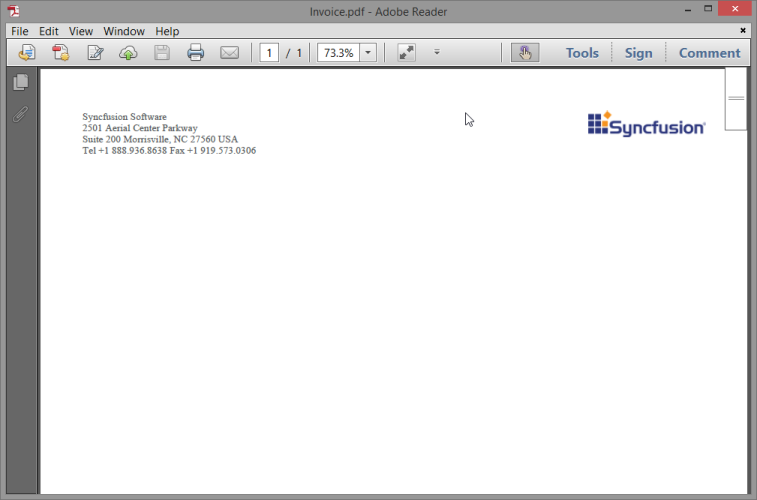 Invoice.pdf - Adobe Reader
File Edit View Window Help
1 / 1 73.3% Tools Sign Comment
Syncfusion Software
2501 Aerial Center Parkway
Suite 200 Morrisville, NC 27560 USA
Tel +1 888.936.8638 Fax +1 919.573.0306
Syncfusion